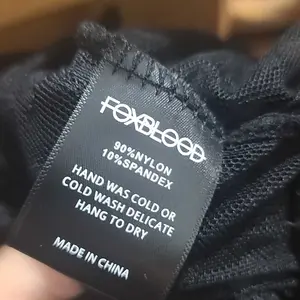 FOXBLOOD
90%NYLON
10%SPANDEX
HAND WAS COLD OR
COLD WASH DELICATE
HANG TO DRY
MADE IN CHINA